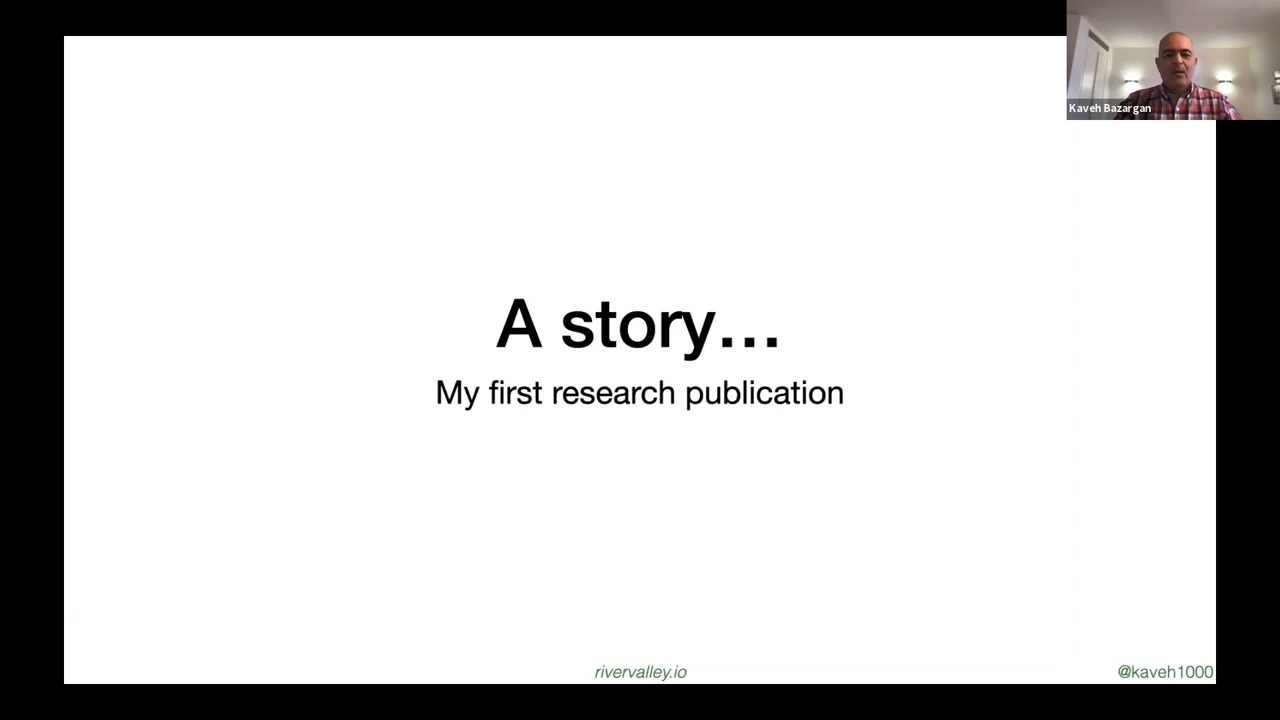 Kaveh Bazargan
A story…
My first research publication
rivervalley.io
@kaveh1000